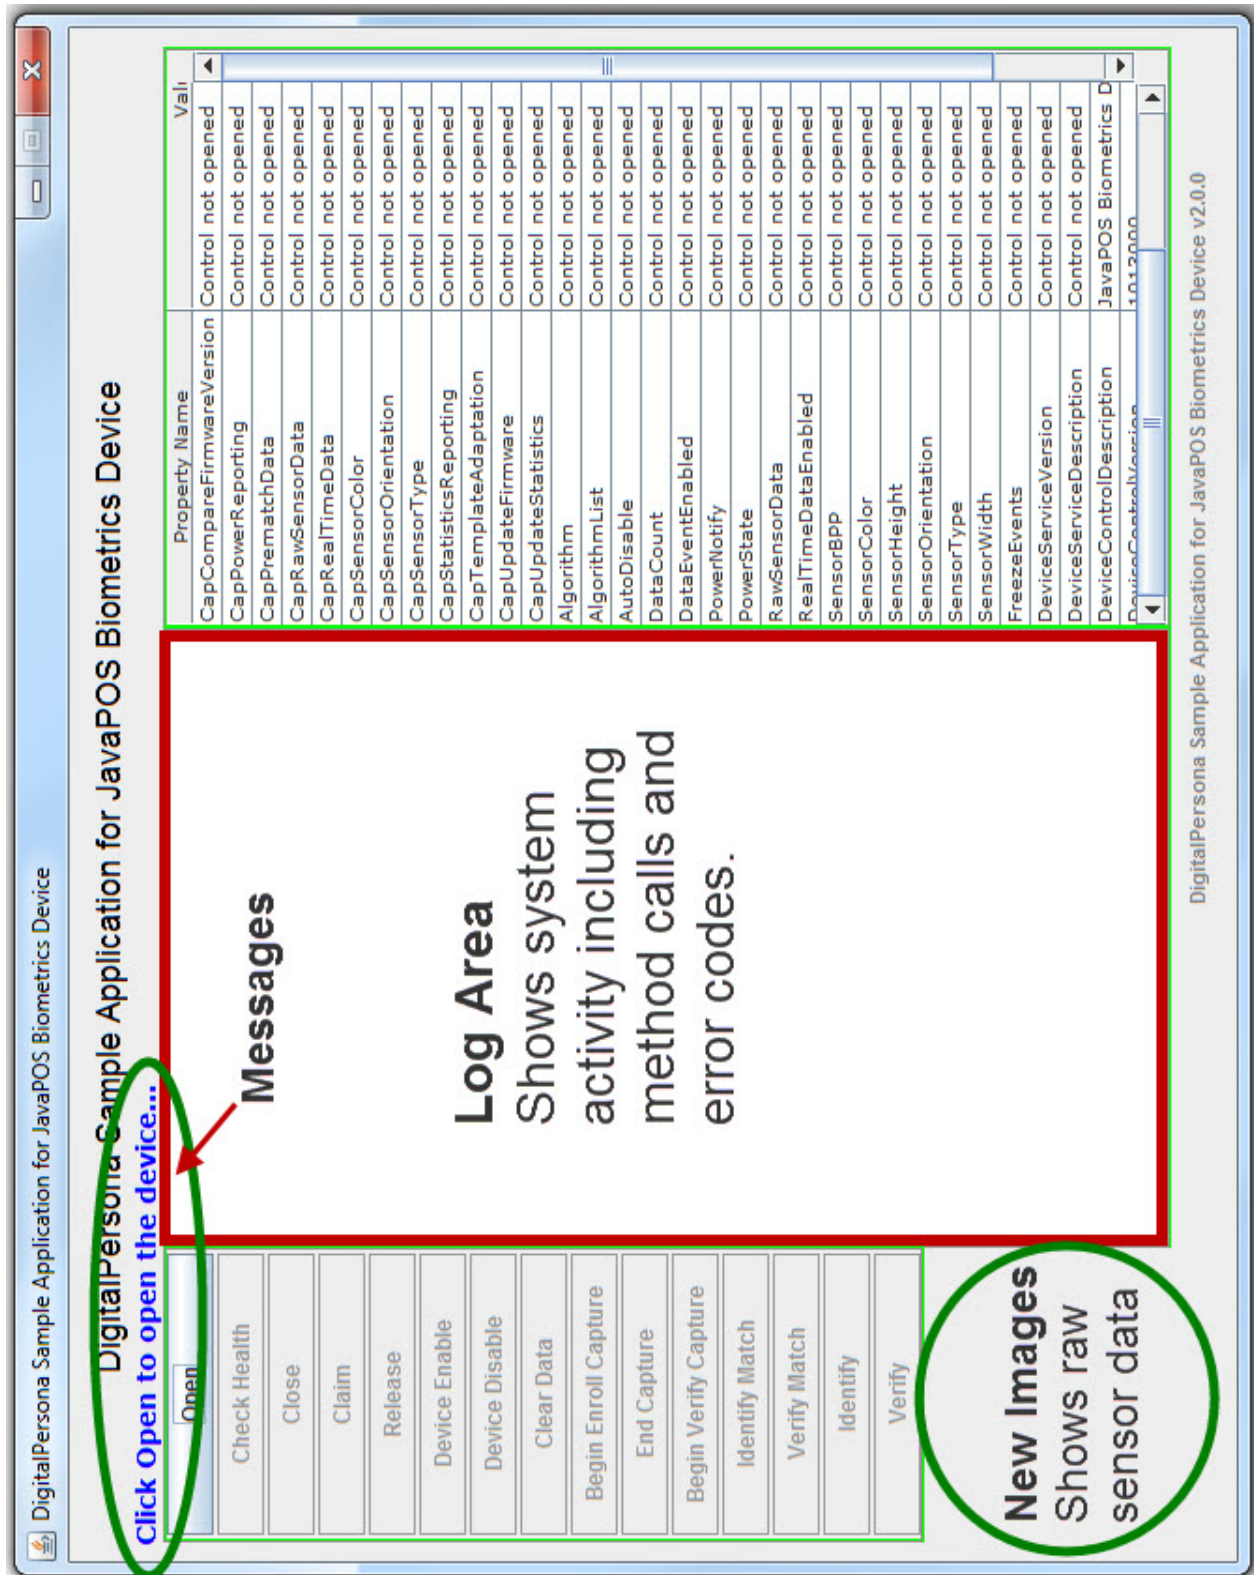 DigitalPersona Sample Application for JavaPOS Biometrics Device
DigitalPersona Sample Application for JavaPOS Biometrics Device
Click Open to open the device...
Open
Check Health
Close
Claim
Release
Device Enable
Device Disable
Clear Data
Begin Enroll Capture
End Capture
Begin Verify Capture
Identify Match
Verify Match
Identify
Verify
New Images
Shows raw
sensor data
Messages
Log Area
Shows system
activity including
method calls and
error codes.
Property Name Valu
CapCompareFirmwareVersion Control not opened
CapPowerReporting Control not opened
CapPrematchData Control not opened
CapRawSensorData Control not opened
CapRealTimeData Control not opened
CapSensorColor Control not opened
CapSensorOrientation Control not opened
CapSensorType Control not opened
CapStatisticsReporting Control not opened
CapTemplateAdaptation Control not opened
CapUpdateFirmware Control not opened
CapUpdateStatistics Control not opened
Algorithm Control not opened
AlgorithmList Control not opened
AutoDisable Control not opened
DataCount Control not opened
DataEventEnabled Control not opened
PowerNotify Control not opened
PowerState Control not opened
RawSensorData Control not opened
RealTimeDataEnabled Control not opened
SensorBPP Control not opened
SensorColor Control not opened
SensorHeight Control not opened
SensorOrientation Control not opened
SensorType Control not opened
SensorWidth Control not opened
FreezeEvents Control not opened
DeviceServiceVersion Control not opened
DeviceServiceDescription Control not opened
DeviceControlDescription JavaPOS Biometrics D
DeviceControlVersion
DigitalPersona Sample Application for JavaPOS Biometrics Device v2.0.0